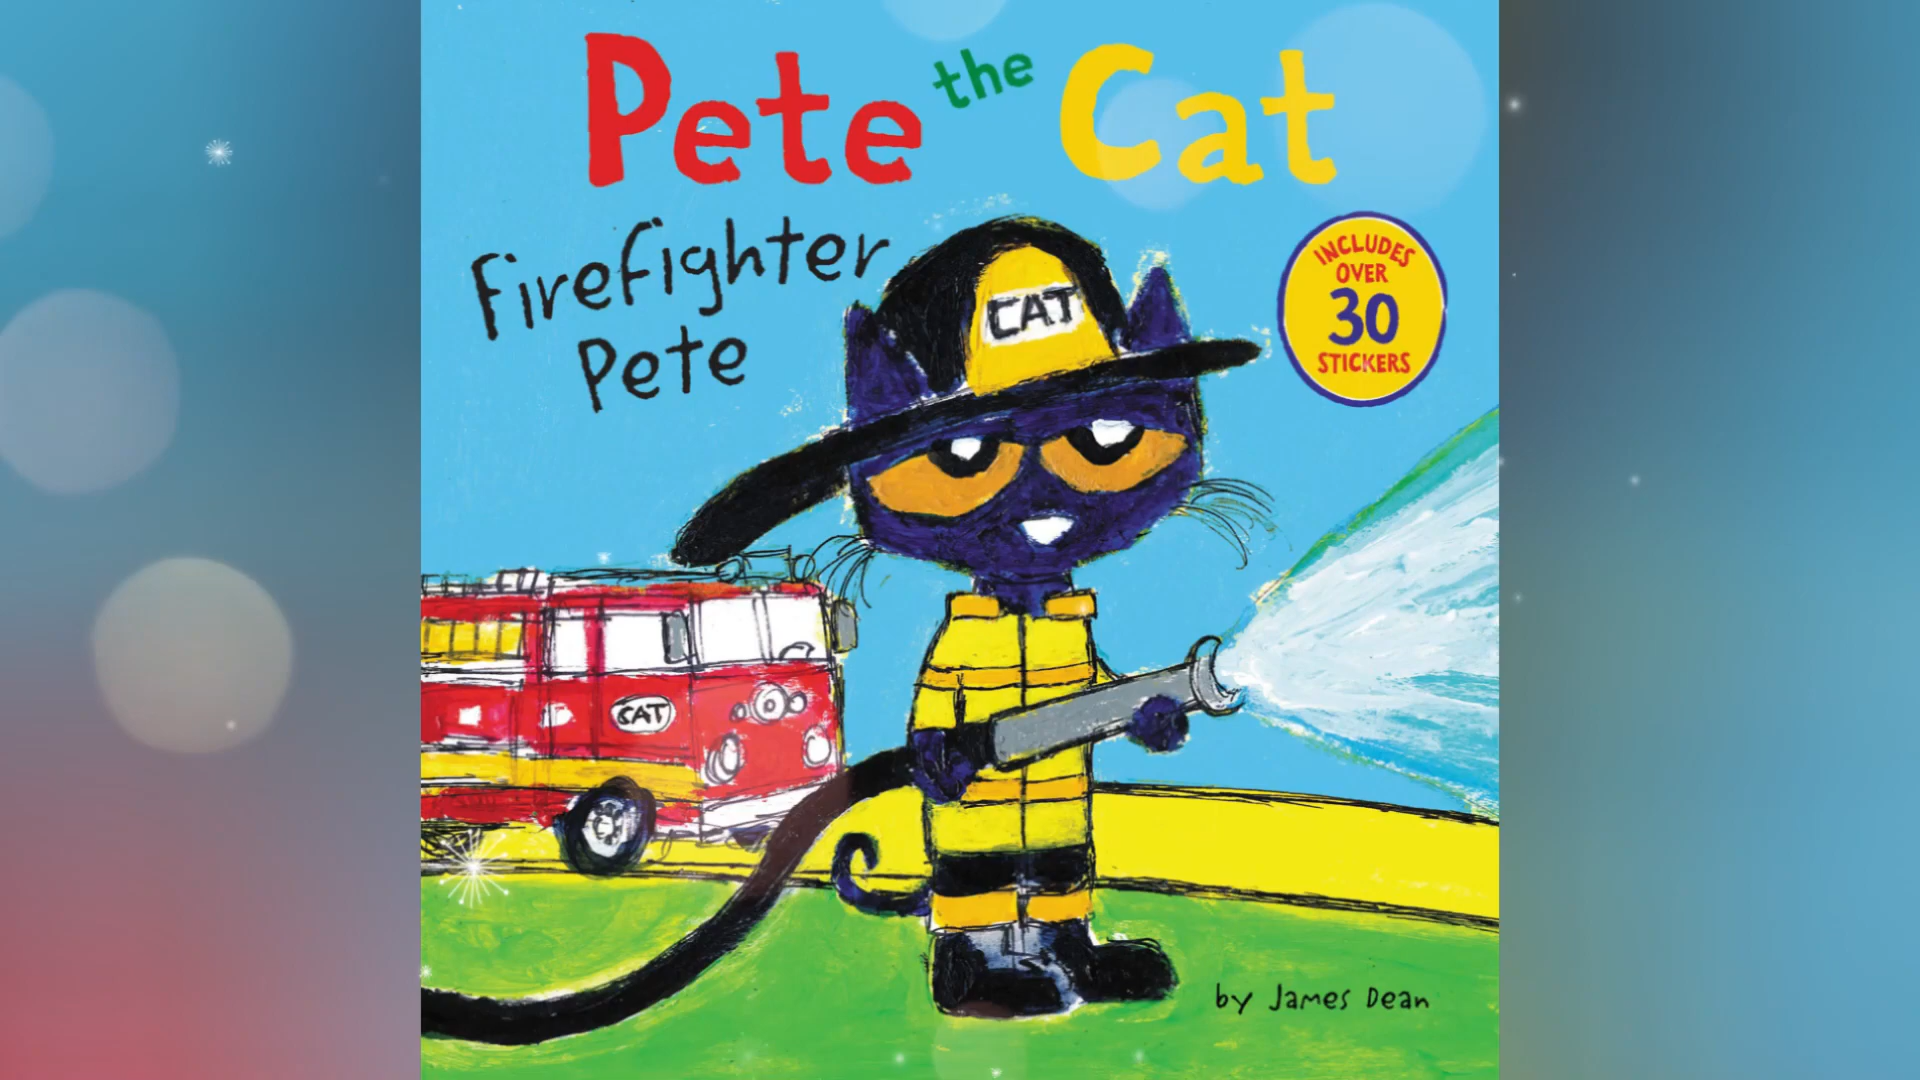 Pete the Cat
Firefighter
Pete
CAT
INCLUDES
OVER
30
STICKERS
CAT
by James Dean